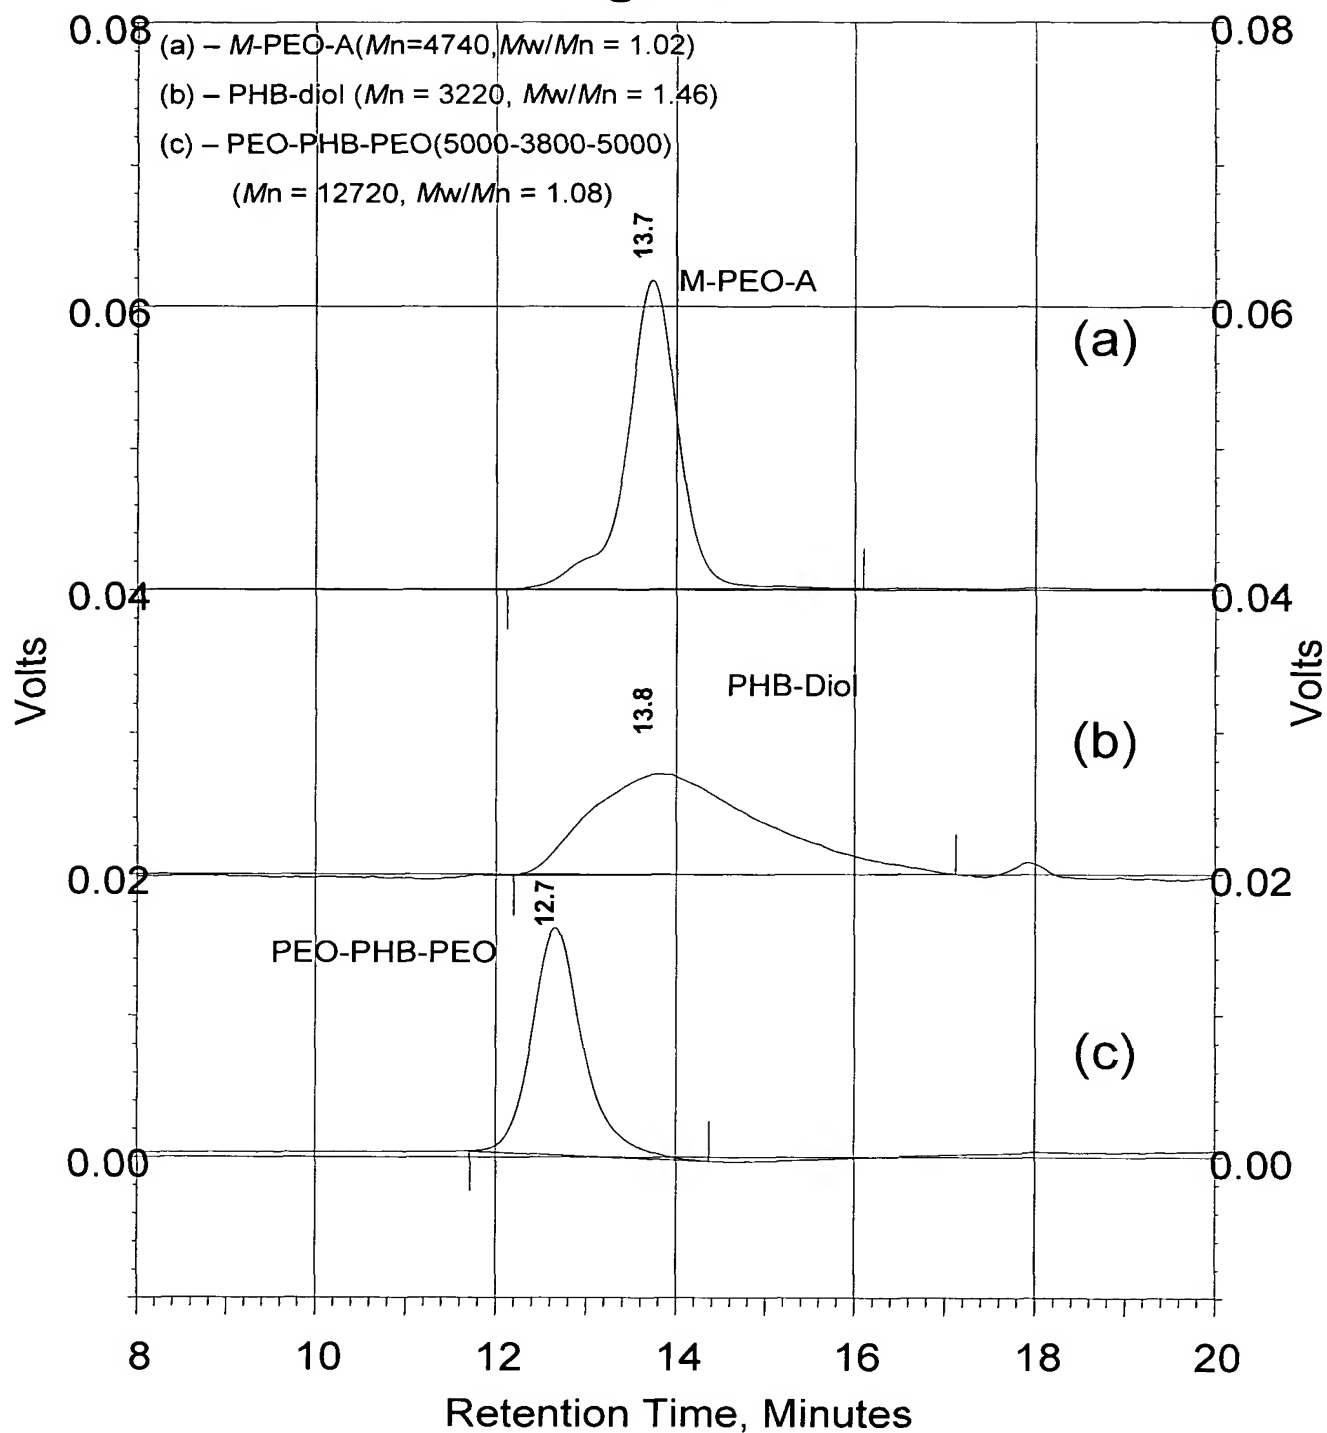 0.08 0.08
(a) – M-PEO-A(Mn=4740,Mw/Mn = 1.02)
(b) – PHB-diol (Mn = 3220, Mw/Mn = 1.46)
(c) – PEO-PHB-PEO(5000-3800-5000)
(Mn = 12720, Mw/Mn = 1.08)
13.7
M-PEO-A
0.06 0.06
(a)
0.04 0.04
Volts
Volts
PHB-Diol
13.8
(b)
0.02 0.02
12.7
PEO-PHB-PEO
(c)
0.00 0.00
8 10 12 14 16 18 20
Retention Time, Minutes